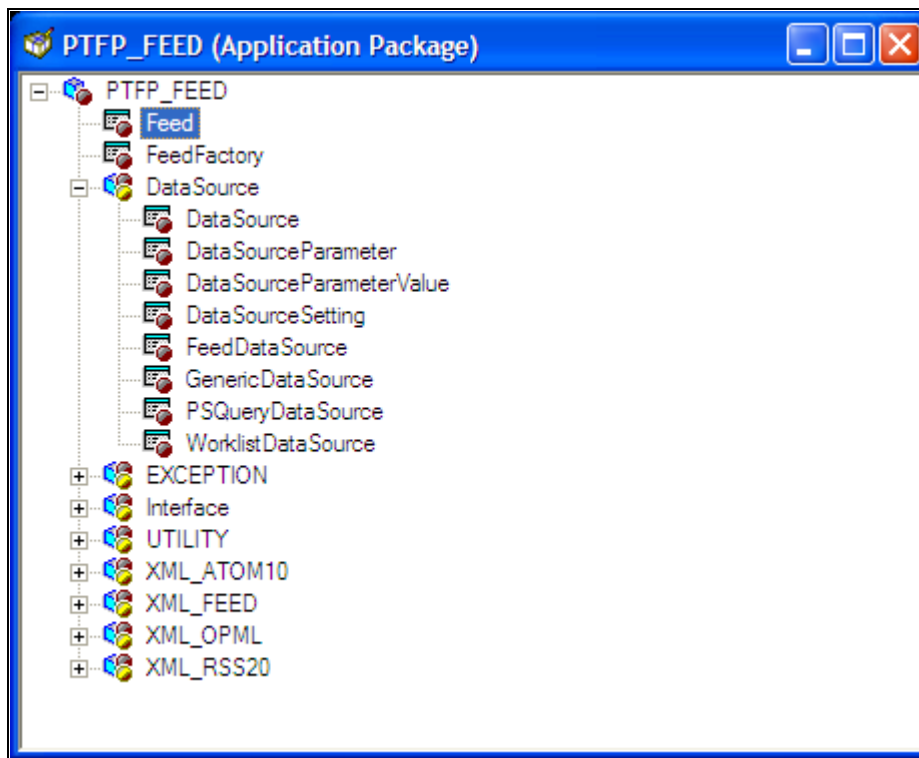 PTFP_FEED (Application Package)
PTFP_FEED
Feed
FeedFactory
DataSource
DataSource
DataSourceParameter
DataSourceParameterValue
DataSourceSetting
FeedDataSource
GenericDataSource
PSQueryDataSource
WorklistDataSource
EXCEPTION
Interface
UTILITY
XML_ATOM10
XML_FEED
XML_OPML
XML_RSS20